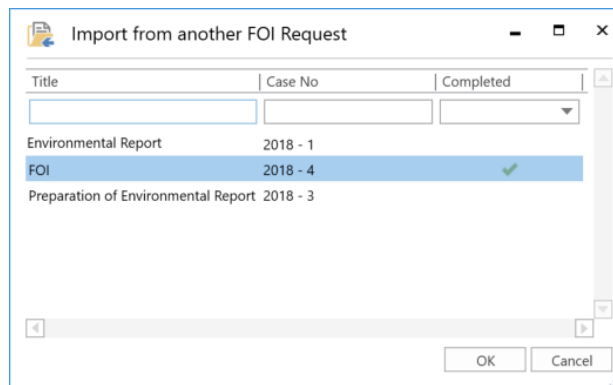 Import from another FOI Request
Title Case No Completed
Environmental Report 2018 - 1
FOI 2018 - 4
Preparation of Environmental Report 2018 - 3
OK Cancel